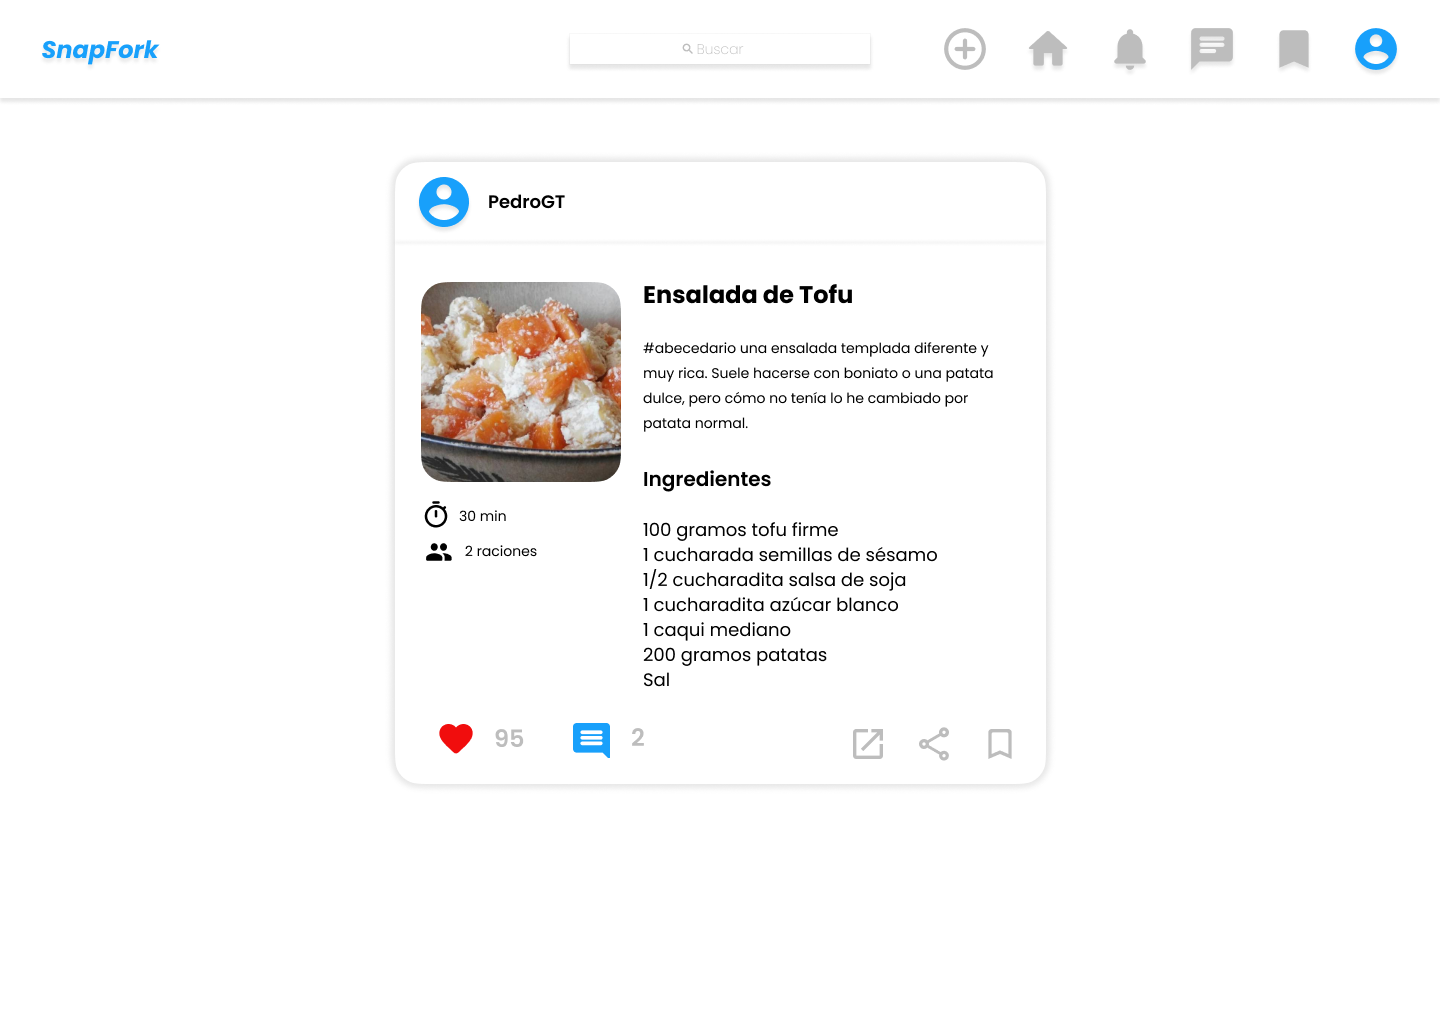 SnapFork
Buscar
PedroGT
Ensalada de Tofu
#abecedario una ensalada templada diferente y
muy rica. Suele hacerse con boniato o una patata
dulce, pero cómo no tenía lo he cambiado por
patata normal.
Ingredientes
100 gramos tofu firme
1 cucharada semillas de sésamo
1/2 cucharadita salsa de soja
1 cucharadita azúcar blanco
1 caqui mediano
200 gramos patatas
Sal
30 min
2 raciones
95
2